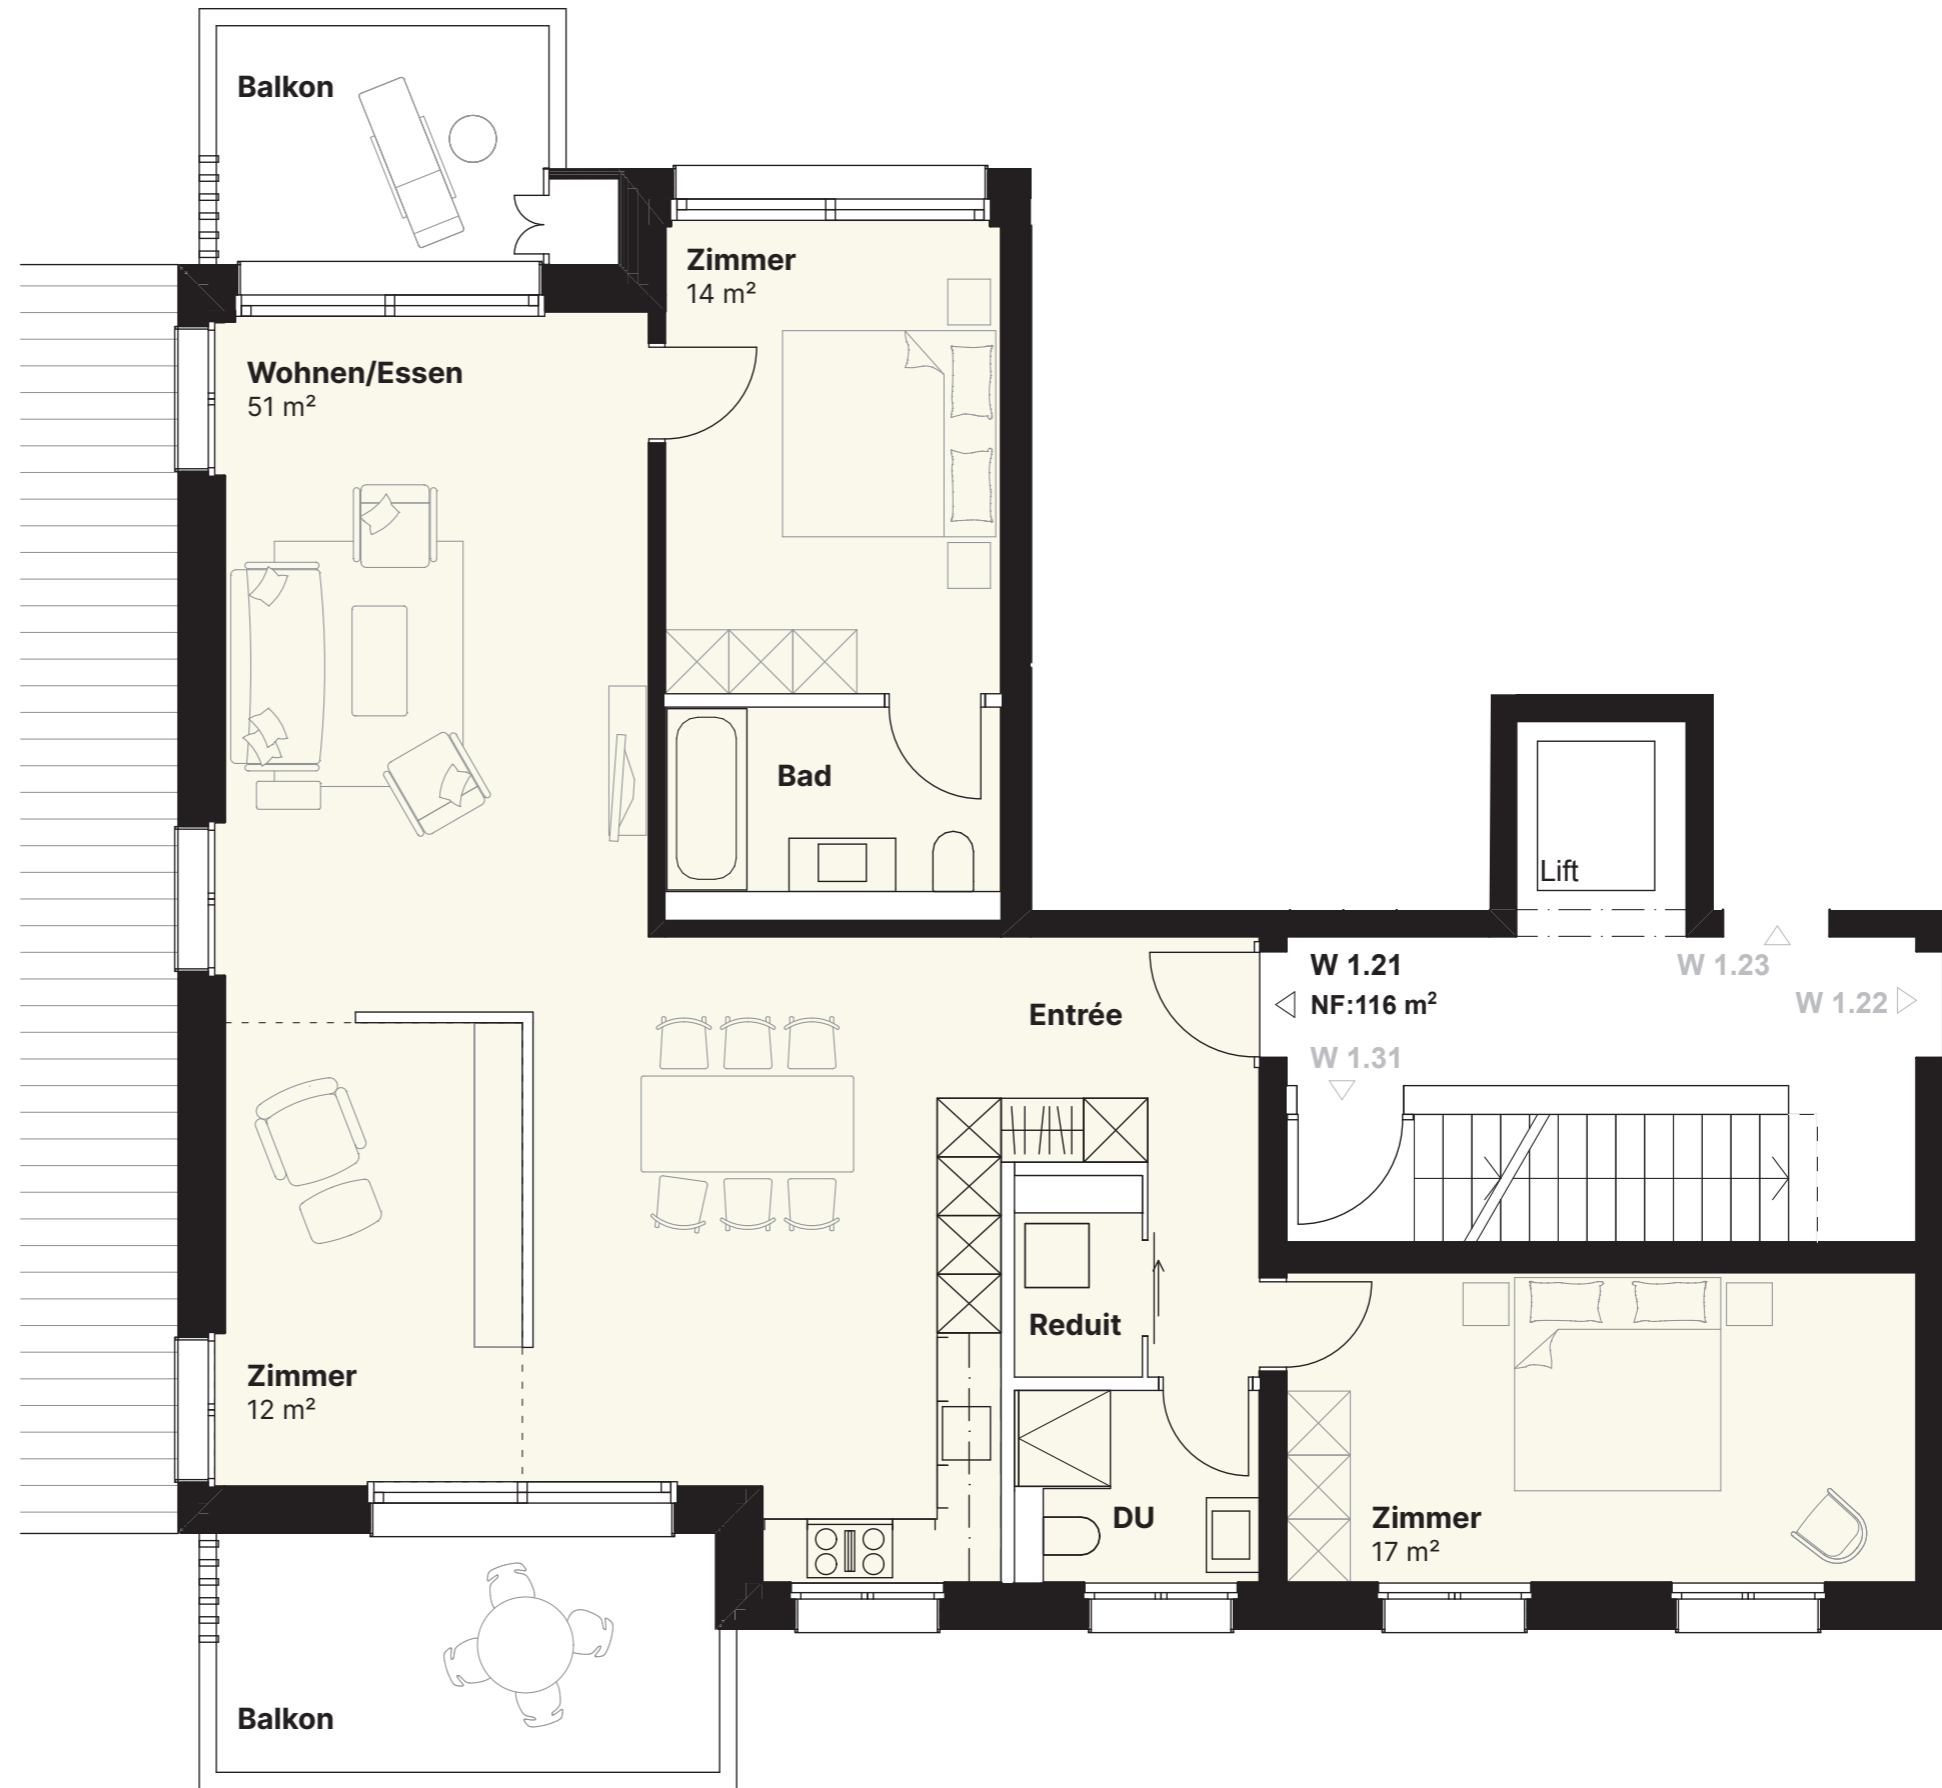 Balkon
Zimmer
14 m²
Wohnen/Essen
51 m²
Bad
Lift
W 1.21
NF:116 m²
W 1.23
W 1.22
W 1.31
Entrée
Reduit
Zimmer
12 m²
DU
Zimmer
17 m²
Balkon